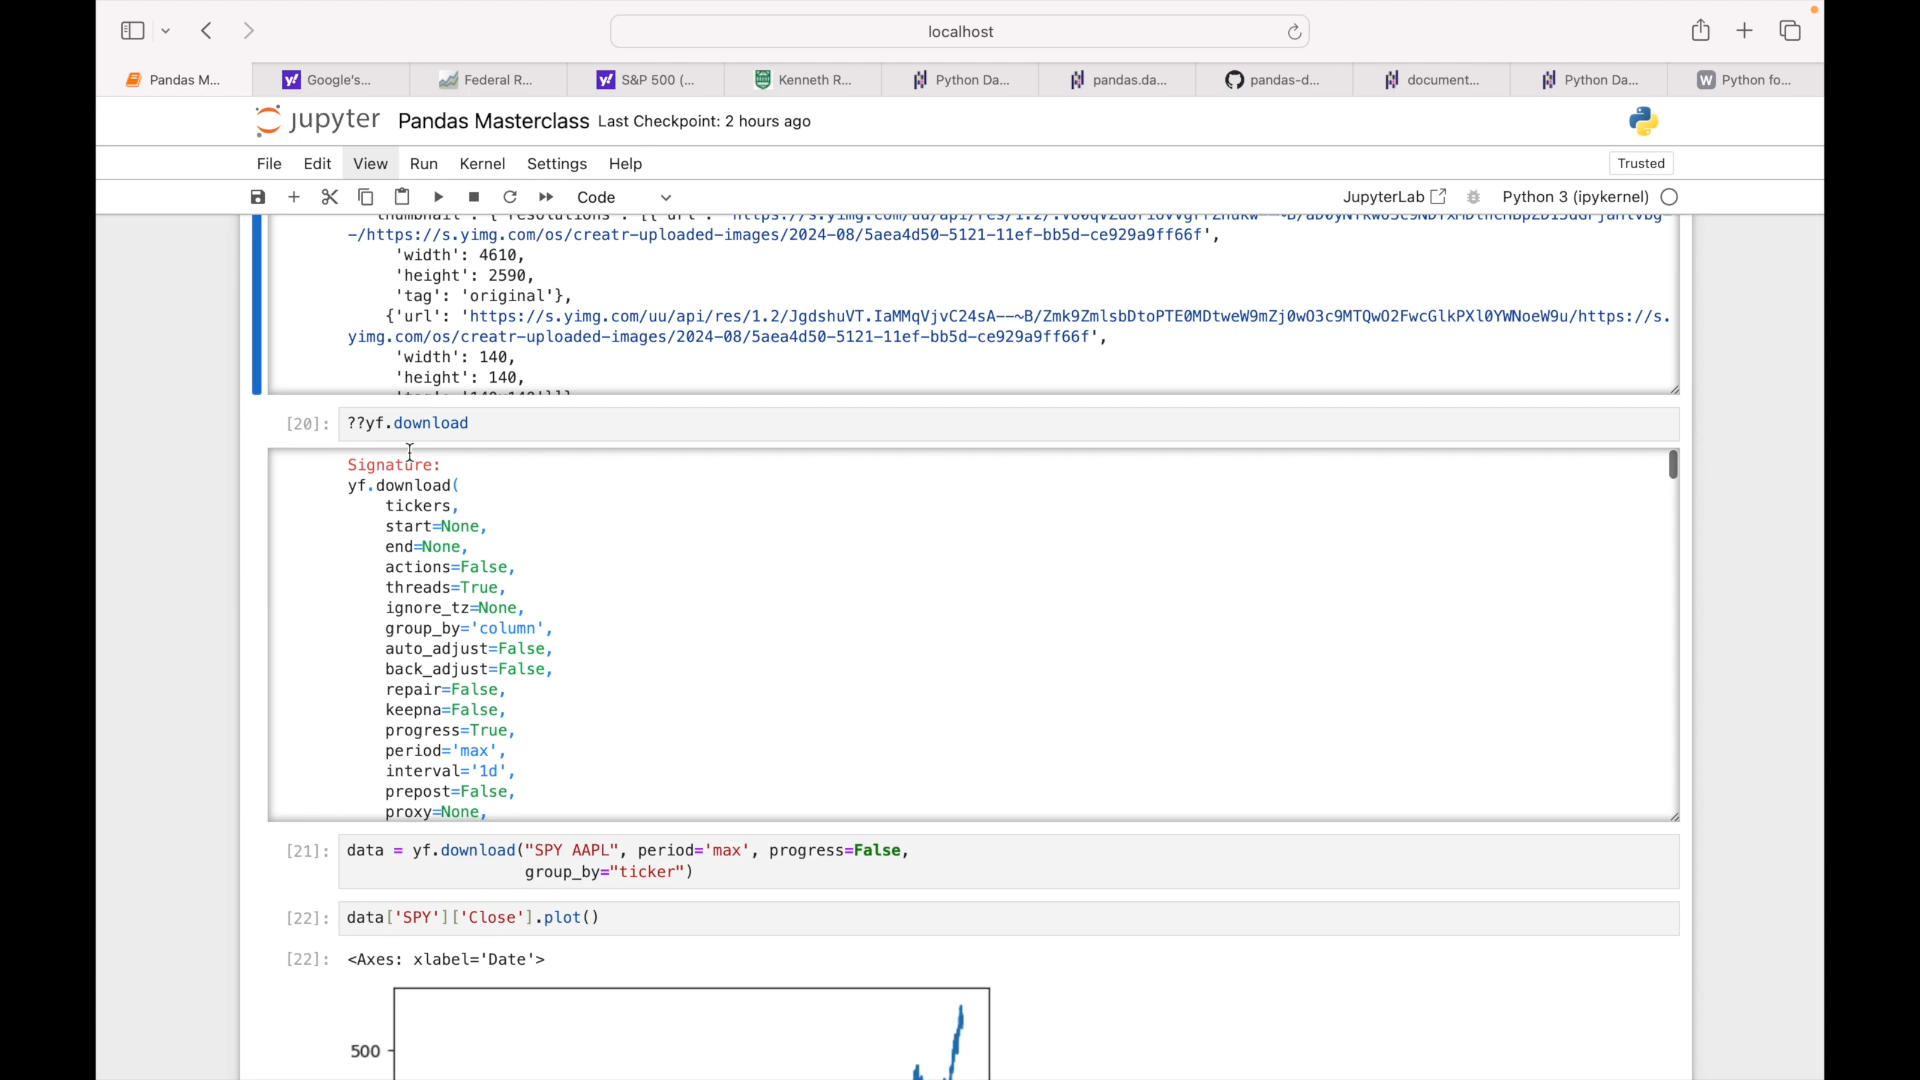 localhost
Pandas M...
Google's...
Federal R...
S&P 500 (...
Kenneth R...
Python Da...
pandas.da...
pandas-d...
document...
Python Da...
Python fo...
jupyter Pandas Masterclass Last Checkpoint: 2 hours ago
File Edit View Run Kernel Settings Help
Trusted
Code
JupyterLab
Python 3 (ipykernel)
-/https://s.yimg.com/os/creatr-uploaded-images/2024-08/5aea4d50-5121-11ef-bb5d-ce929a9ff66f',
'width': 4610,
'height': 2590,
'tag': 'original'},
{'url': 'https://s.yimg.com/uu/api/res/1.2/JgdshuVT.IaMMqVjvC24sA--~B/Zmk9ZmlsbDtoPTE0MDtweW9mZj0wO3c9MTQwO2FwcGlkPXl0YWNoeW9u/https://s.
yimg.com/os/creatr-uploaded-images/2024-08/5aea4d50-5121-11ef-bb5d-ce929a9ff66f',
'width': 140,
'height': 140,
[20]: ??yf.download
Signature:
yf.download(
tickers,
start=None,
end=None,
actions=False,
threads=True,
ignore_tz=None,
group_by='column',
auto_adjust=False,
back_adjust=False,
repair=False,
keepna=False,
progress=True,
period='max',
interval='1d',
prepost=False,
proxy=None,
[21]: data = yf.download("SPY AAPL", period='max', progress=False,
group_by="ticker")
[22]: data['SPY']['Close'].plot()
[22]: <Axes: xlabel='Date'>
500